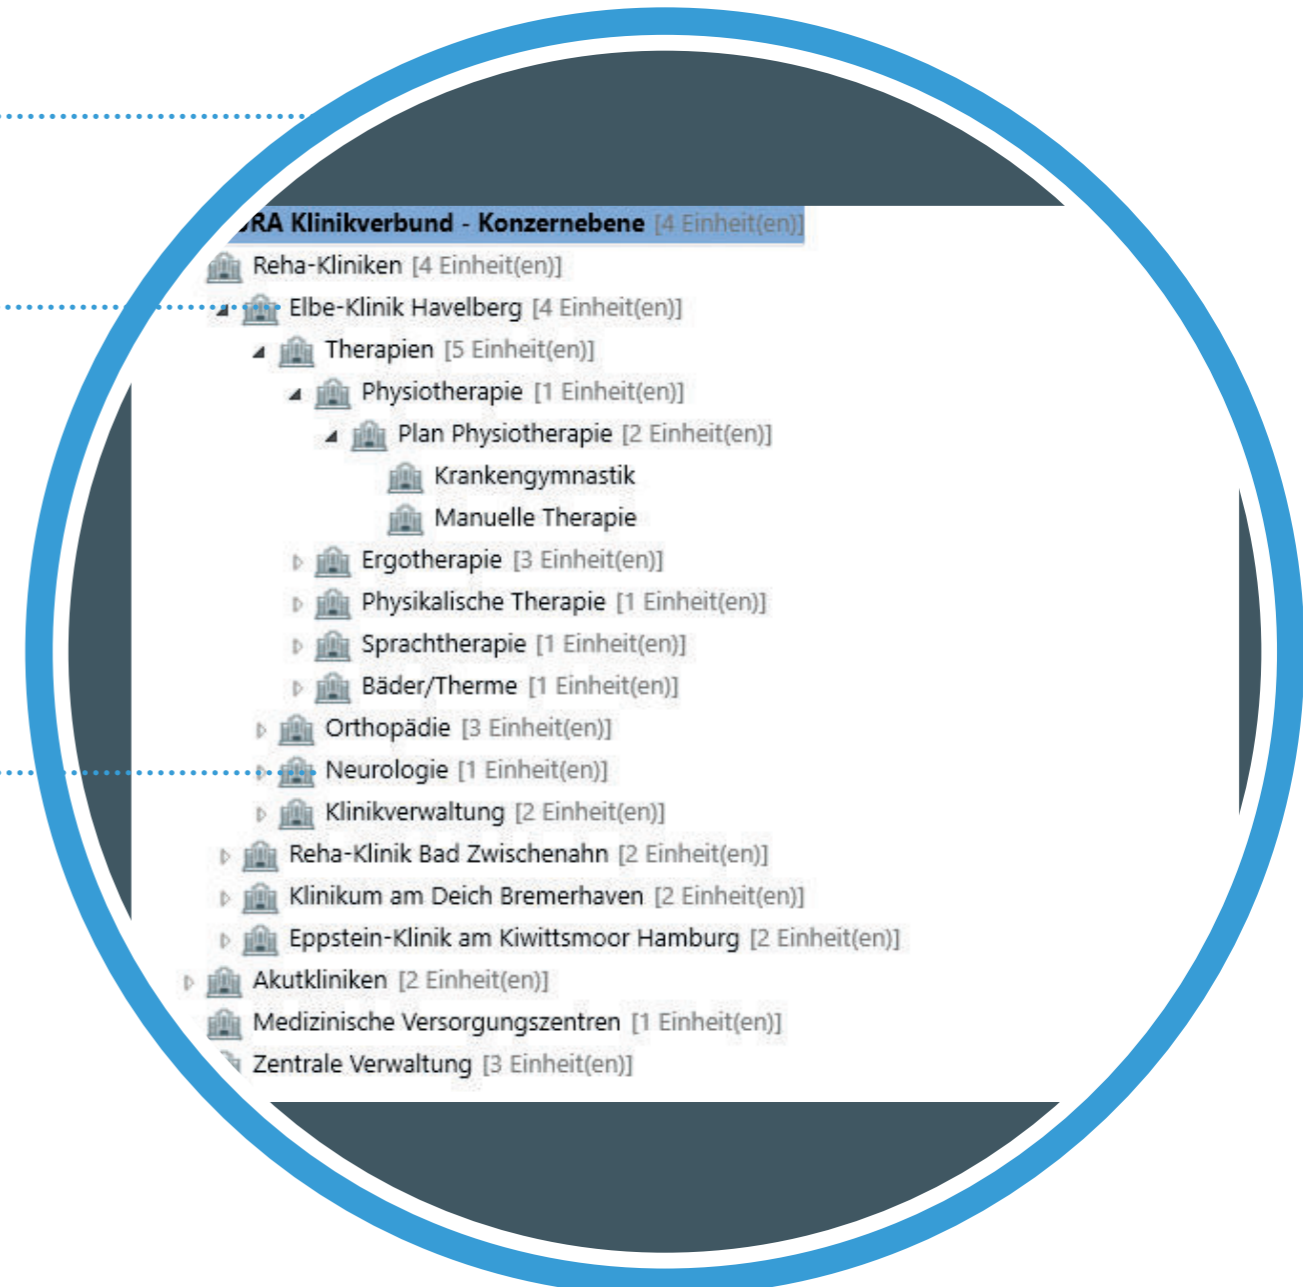 Klinikverbund - Konzernebene [4 Einheit(en)]
Reha-Kliniken [4 Einheit(en)]
Elbe-Klinik Havelberg [4 Einheit(en)]
Therapien [5 Einheit(en)]
Physiotherapie [1 Einheit(en)]
Plan Physiotherapie [2 Einheit(en)]
Krankengymnastik
Manuelle Therapie
Ergotherapie [3 Einheit(en)]
Physikalische Therapie [1 Einheit(en)]
Sprachtherapie [1 Einheit(en)]
Bäder/Therme [1 Einheit(en)]
Orthopädie [3 Einheit(en)]
Neurologie [1 Einheit(en)]
Klinikverwaltung [2 Einheit(en)]
Reha-Klinik Bad Zwischenahn [2 Einheit(en)]
Klinikum am Deich Bremerhaven [2 Einheit(en)]
Eppstein-Klinik am Kiwittsmoor Hamburg [2 Einheit(en)]
Akutkliniken [2 Einheit(en)]
Medizinische Versorgungszentren [1 Einheit(en)]
Zentrale Verwaltung [3 Einheit(en)]